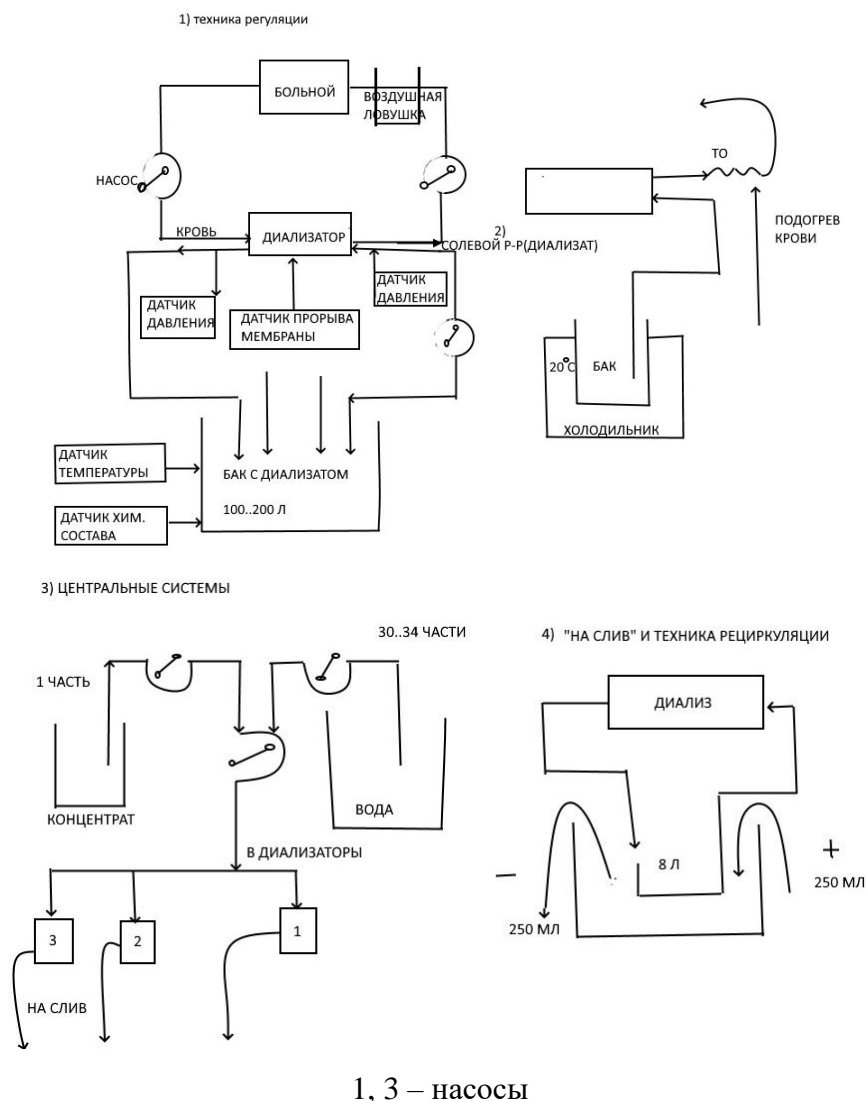 1) техника регуляции
БОЛЬНОЙ
ВОЗДУШНАЯ
ЛОВУШКА
НАСОС
КРОВЬ
ДИАЛИЗАТОР
ДАТЧИК
ДАВЛЕНИЯ
ДАТЧИК ПРОРЫВА
МЕМБРАНЫ
ДАТЧИК
ДАВЛЕНИЯ
ДАТЧИК
ТЕМПЕРАТУРЫ
БАК С ДИАЛИЗАТОМ
100..200 Л
ДАТЧИК ХИМ.
СОСТАВА
2)
СОЛЕВОЙ Р-Р(ДИАЛИЗАТ)
ТО
ПОДОГРЕВ
КРОВИ
20°С
БАК
ХОЛОДИЛЬНИК
3) ЦЕНТРАЛЬНЫЕ СИСТЕМЫ
30..34 ЧАСТИ
1 ЧАСТЬ
КОНЦЕНТРАТ
ВОДА
В ДИАЛИЗАТОРЫ
3
2
1
НА СЛИВ
4) "НА СЛИВ" И ТЕХНИКА РЕЦИРКУЛЯЦИИ
ДИАЛИЗ
8 Л
–
250 МЛ
+
250 МЛ
1, 3 – насосы